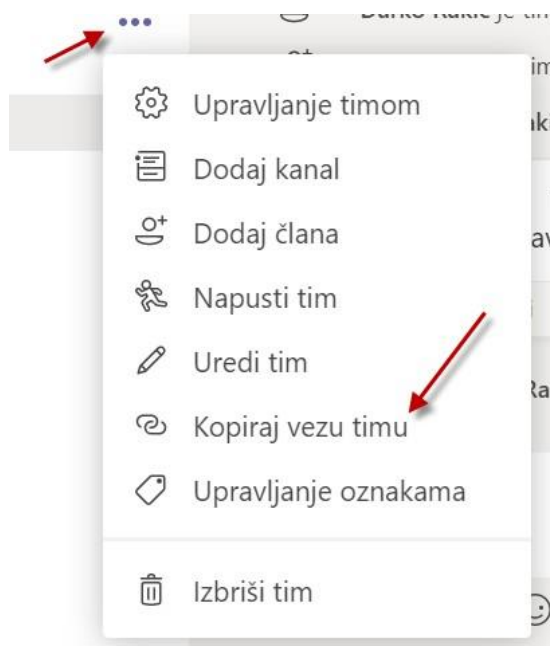 Upravljanje timom
Dodaj kanal
Dodaj člana
Napusti tim
Uredi tim
Kopiraj vezu timu
Upravljanje oznakama
Izbriši tim